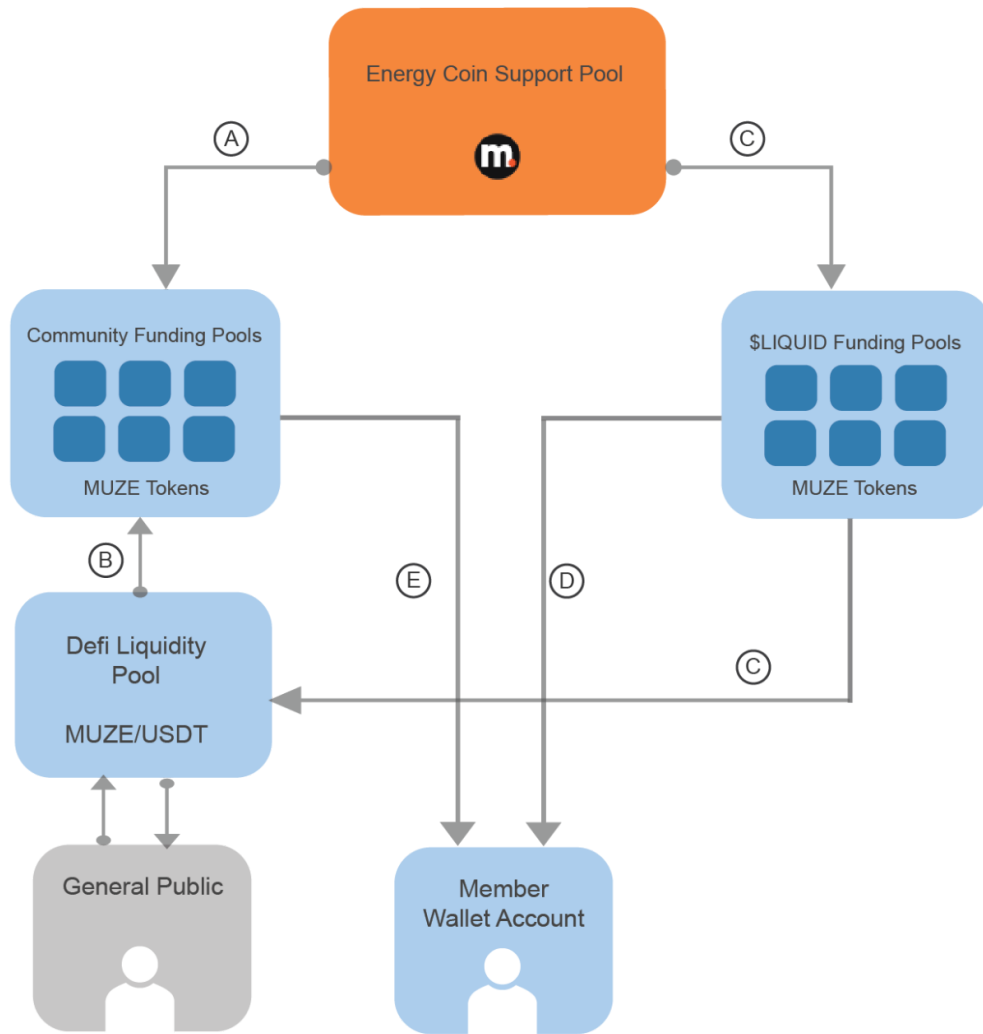 Energy Coin Support Pool
m.
A
C
Community Funding Pools
MUZE Tokens
$LIQUID Funding Pools
MUZE Tokens
B
E
D
Defi Liquidity
Pool
MUZE/USDT
C
General Public
Member
Wallet Account